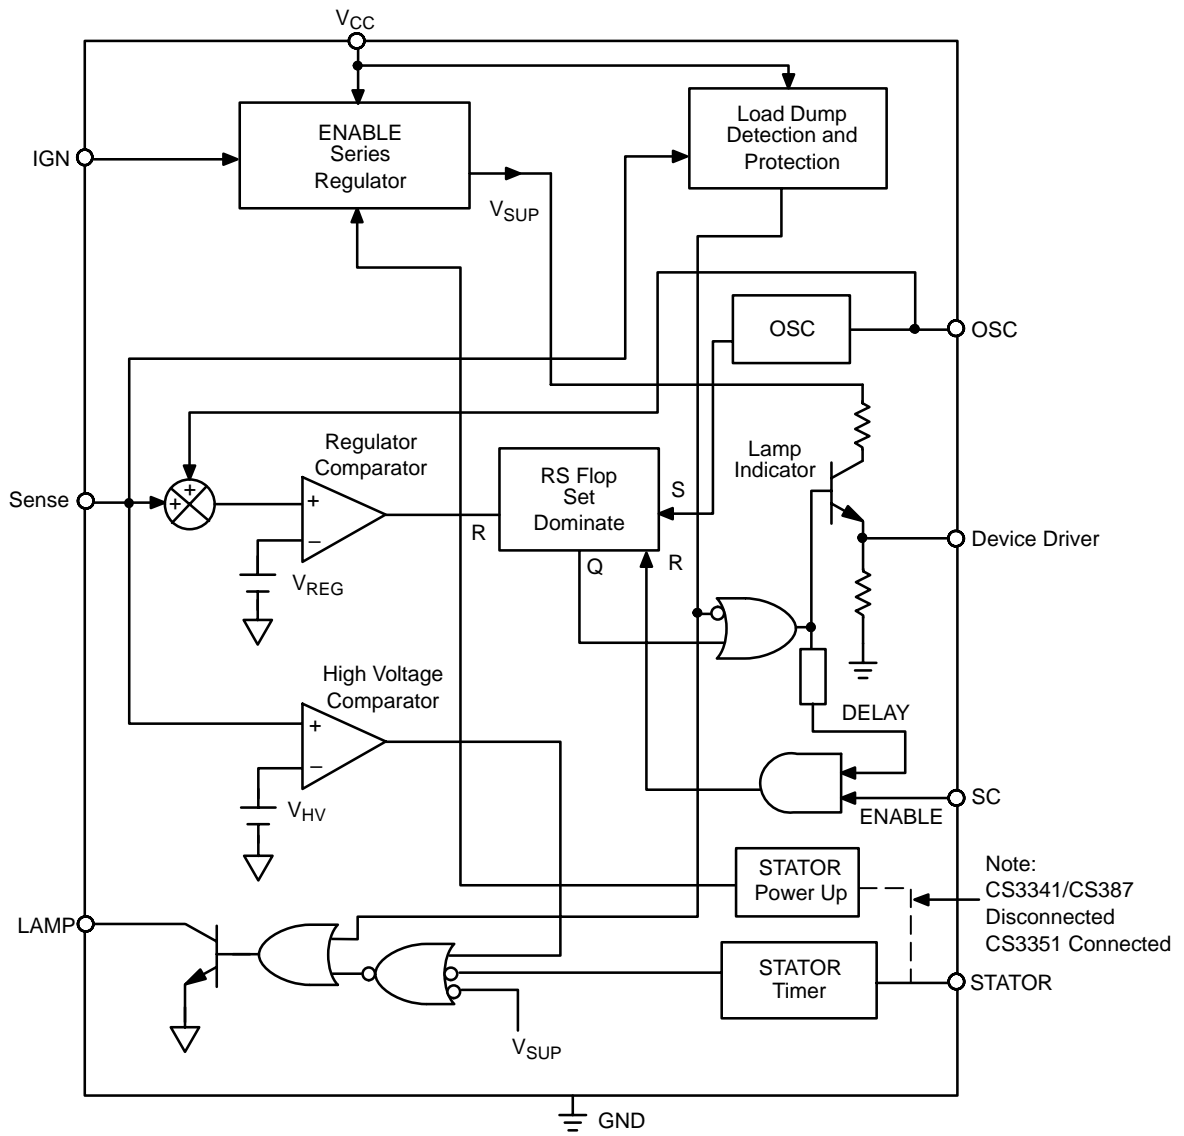 VCC
IGN
ENABLE
Series
Regulator
VSUP
Load Dump
Detection and
Protection
OSC
OSC
Sense
+
+
Regulator
Comparator
+
−
VREG
RS Flop
Set
Dominate
R
S
Q
R
Lamp
Indicator
Device Driver
High Voltage
Comparator
+
−
VHV
DELAY
SC
ENABLE
STATOR
Power Up
Note:
CS3341/CS387
Disconnected
CS3351 Connected
LAMP
STATOR
Timer
STATOR
VSUP
GND